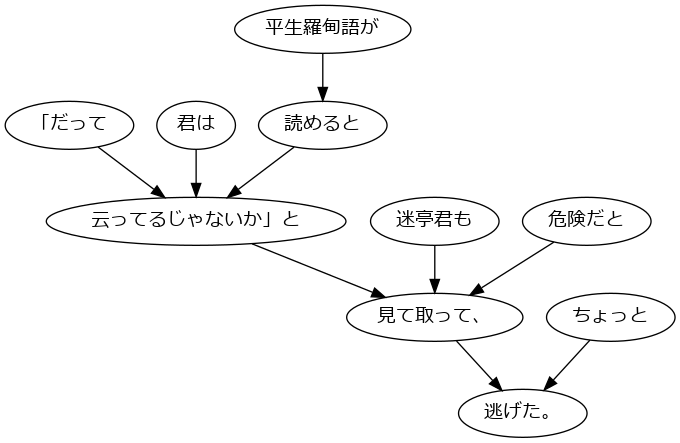 平生羅甸語が
「だって
君は
読めると
云ってるじゃないか」と
迷亭君も
危険だと
見て取って、
ちょっと
逃げた。